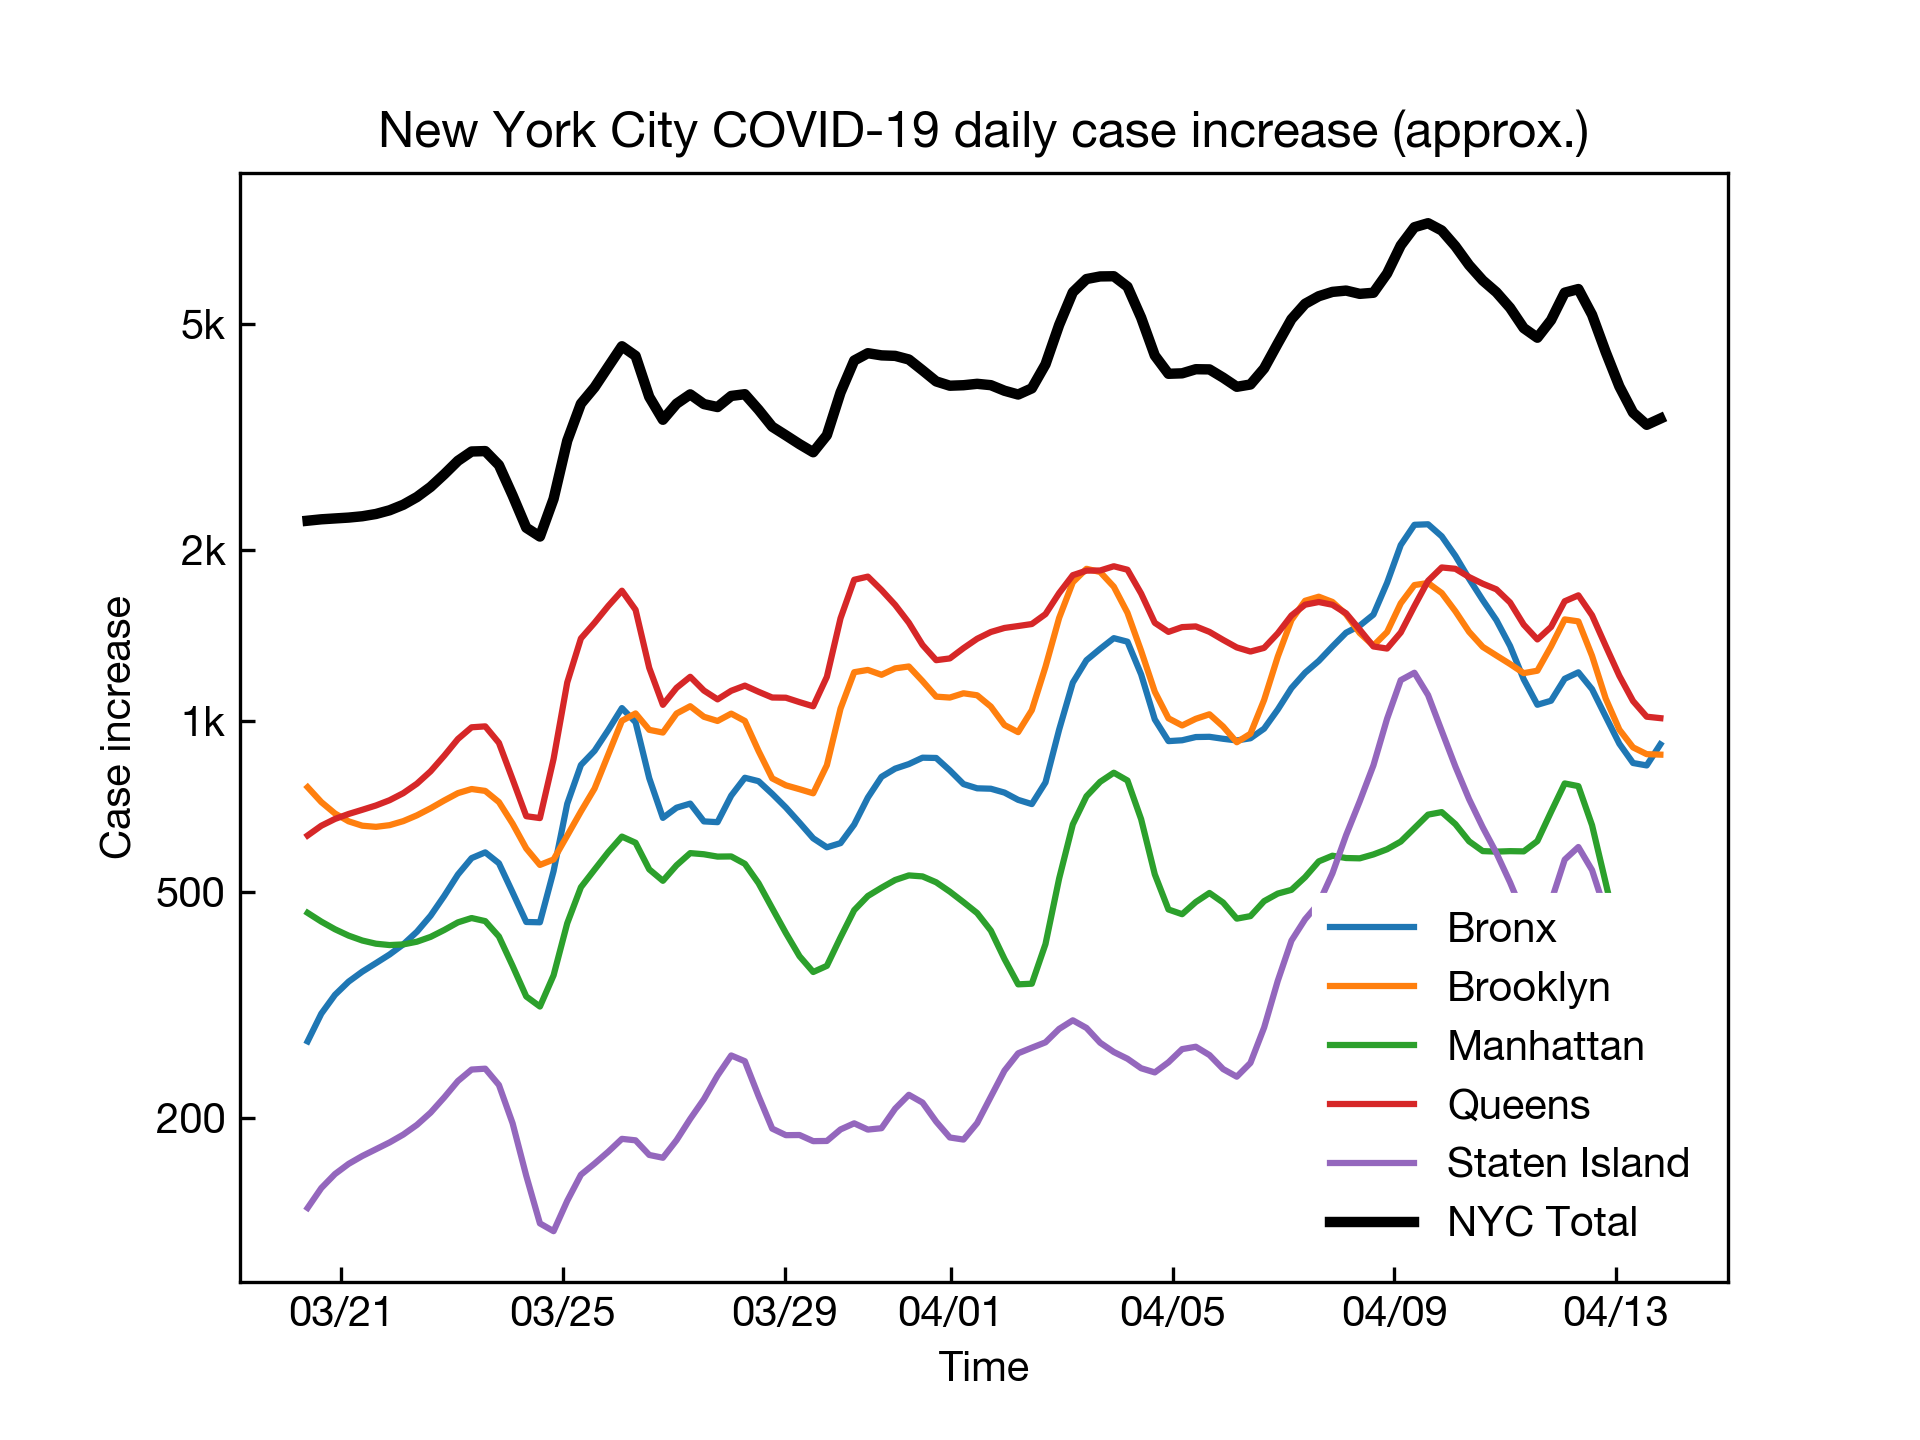 New York City COVID-19 daily case increase (approx.)
Case increase
5k
2k
1k
500
200
Bronx
Brooklyn
Manhattan
Queens
Staten Island
NYC Total
03/21 03/25 03/29 04/01 04/05 04/09 04/13
Time